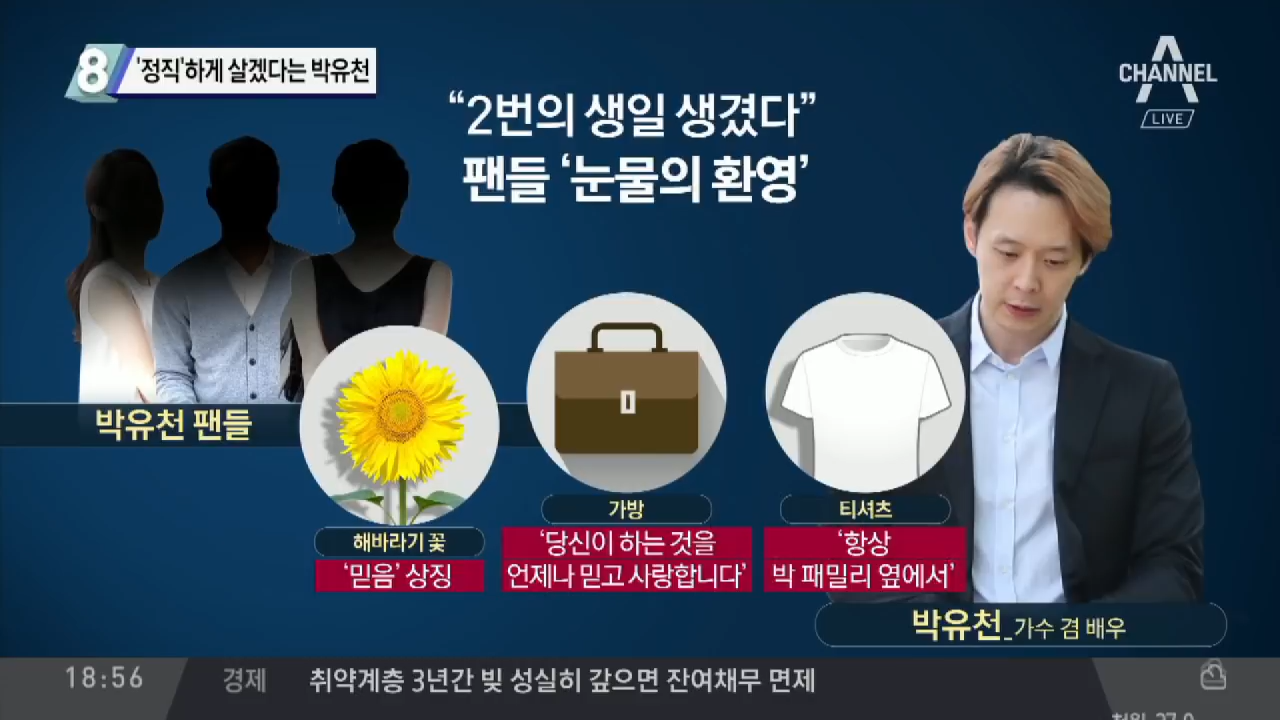 8 '정직'하게 살겠다는 박유천
CHANNEL A
LIVE
“2번의 생일 생겼다”
팬들 ‘눈물의 환영’
박유천 팬들
해바라기 꽃
‘믿음’ 상징
가방
‘당신이 하는 것을
언제나 믿고 사랑합니다’
티셔츠
‘항상
박 패밀리 옆에서’
박유천_가수 겸 배우
18:56 경제 취약계층 3년간 빚 성실히 갚으면 잔여채무 면제